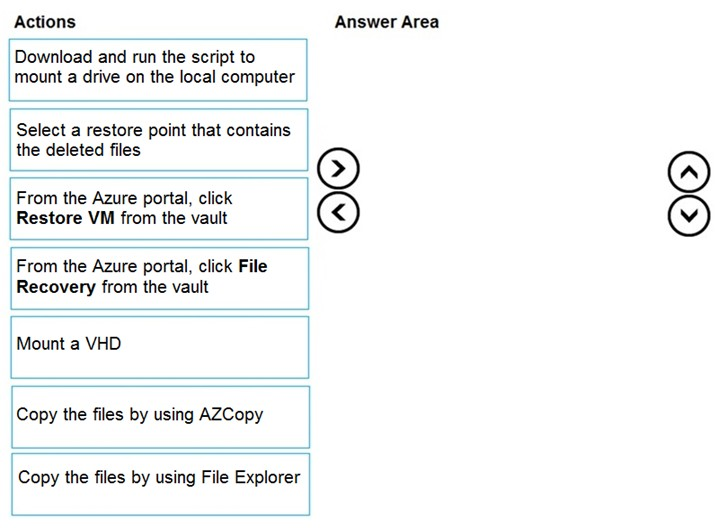 Actions
Answer Area
Download and run the script to
mount a drive on the local computer
Select a restore point that contains
the deleted files
From the Azure portal, click
Restore VM from the vault
From the Azure portal, click File
Recovery from the vault
Mount a VHD
Copy the files by using AZCopy
Copy the files by using File Explorer